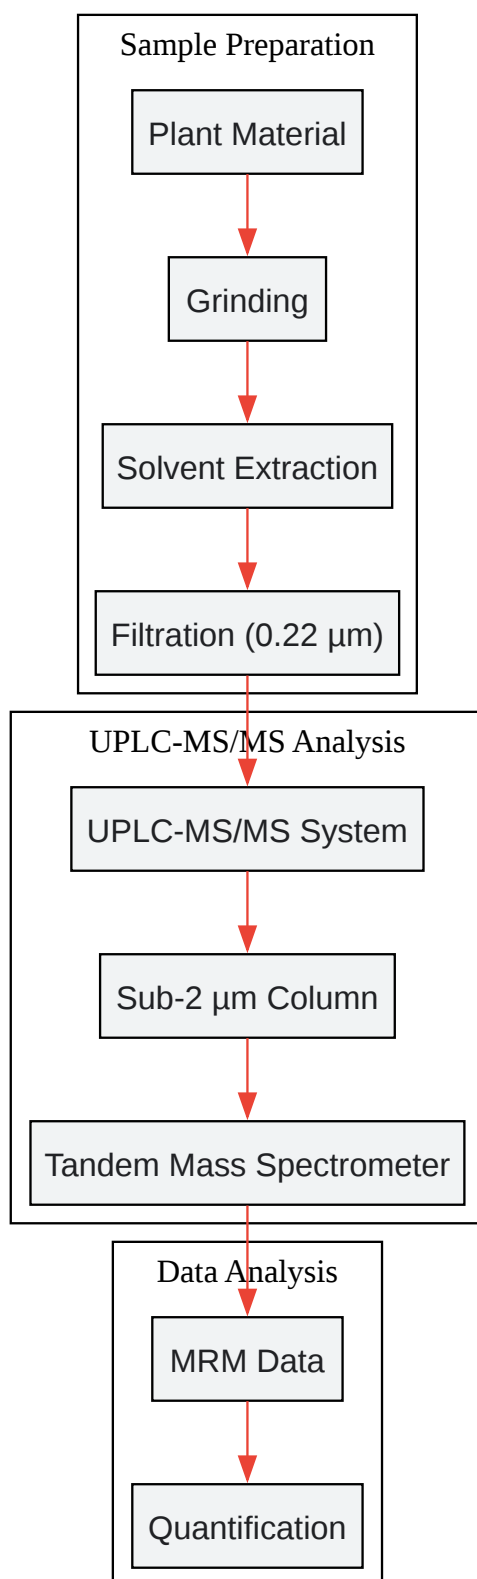 Sample Preparation
Plant Material
Grinding
Solvent Extraction
Filtration (0.22 µm)
UPLC-MS/MS Analysis
UPLC-MS/MS System
Sub-2 µm Column
Tandem Mass Spectrometer
Data Analysis
MRM Data
Quantification